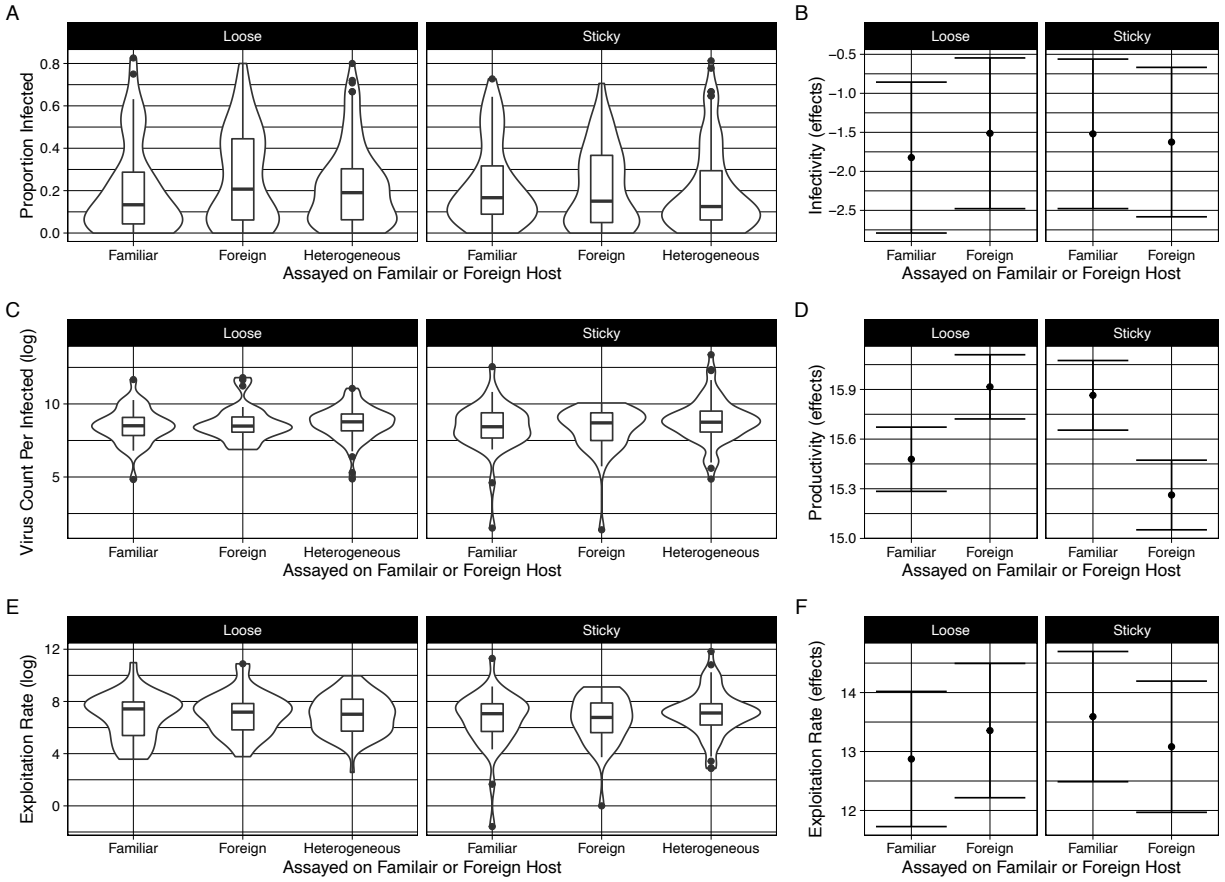 A
Loose
Sticky
Proportion Infected
0.8
0.6
0.4
0.2
0.0
Familiar
Foreign
Heterogeneous
Familiar
Foreign
Heterogeneous
Assayed on Familair or Foreign Host
B
Loose
Sticky
Infectivity (effects)
−0.5
−1.0
−1.5
−2.0
−2.5
Familiar
Foreign
Familiar
Foreign
Assayed on Familair or Foreign Host
C
Loose
Sticky
Virus Count Per Infected (log)
10
5
Familiar
Foreign
Heterogeneous
Familiar
Foreign
Heterogeneous
Assayed on Familair or Foreign Host
D
Loose
Sticky
Productivity (effects)
15.9
15.6
15.3
15.0
Familiar
Foreign
Familiar
Foreign
Assayed on Familair or Foreign Host
E
Loose
Sticky
Exploitation Rate (log)
12
8
4
0
Familiar
Foreign
Heterogeneous
Familiar
Foreign
Heterogeneous
Assayed on Familair or Foreign Host
F
Loose
Sticky
Exploitation Rate (effects)
14
13
12
Familiar
Foreign
Familiar
Foreign
Assayed on Familair or Foreign Host